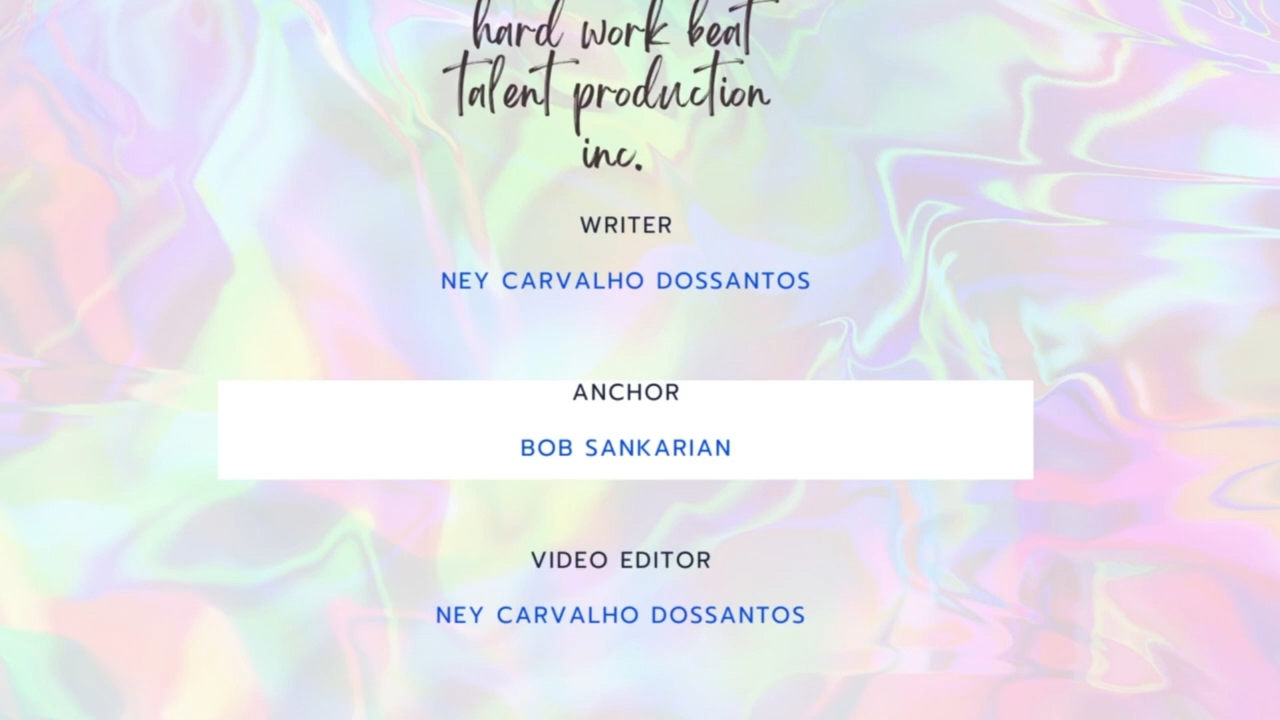 hard work beat
talent production
inc.
WRITER
NEY CARVALHO DOSSANTOS
ANCHOR
BOB SANKARIAN
VIDEO EDITOR
NEY CARVALHO DOSSANTOS